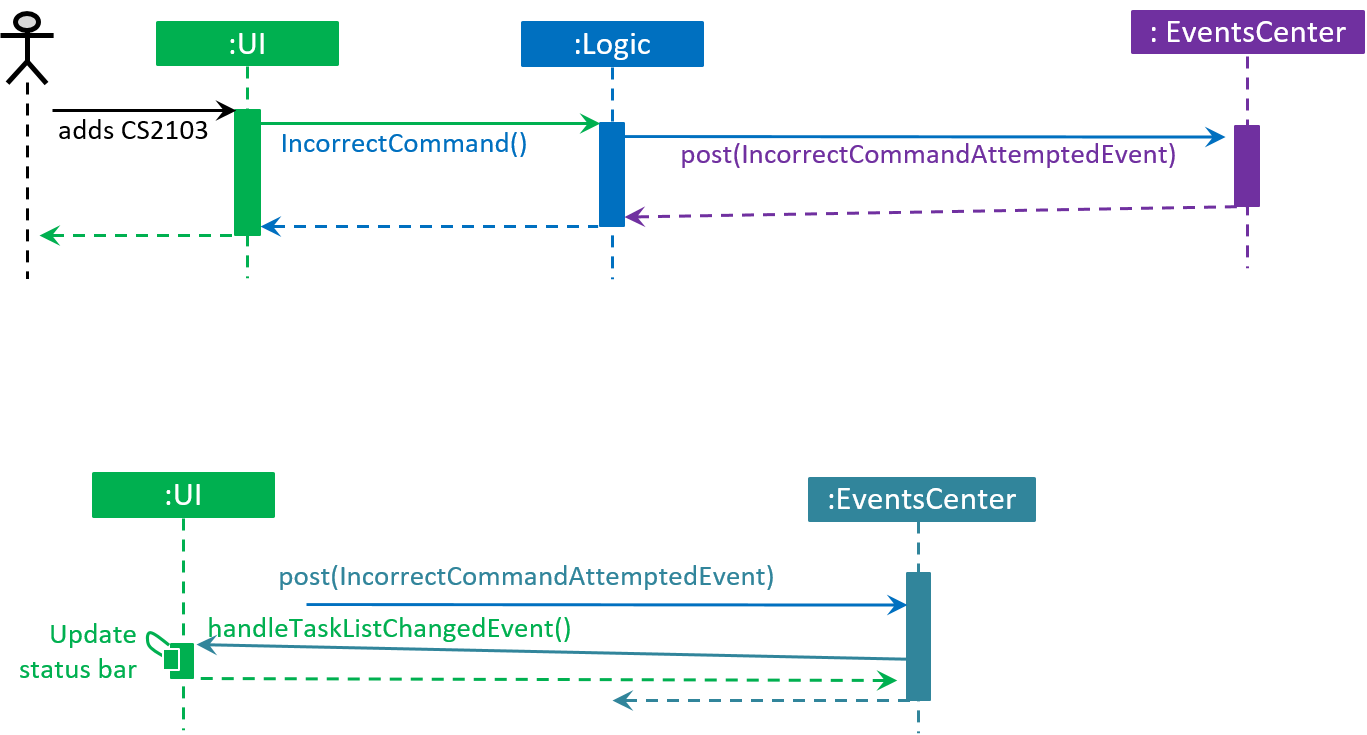 :UI
:Logic
: EventsCenter
adds CS2103
IncorrectCommand()
post(IncorrectCommandAttemptedEvent)
:UI
:EventsCenter
post(IncorrectCommandAttemptedEvent)
handleTaskListChangedEvent()
Update
status bar